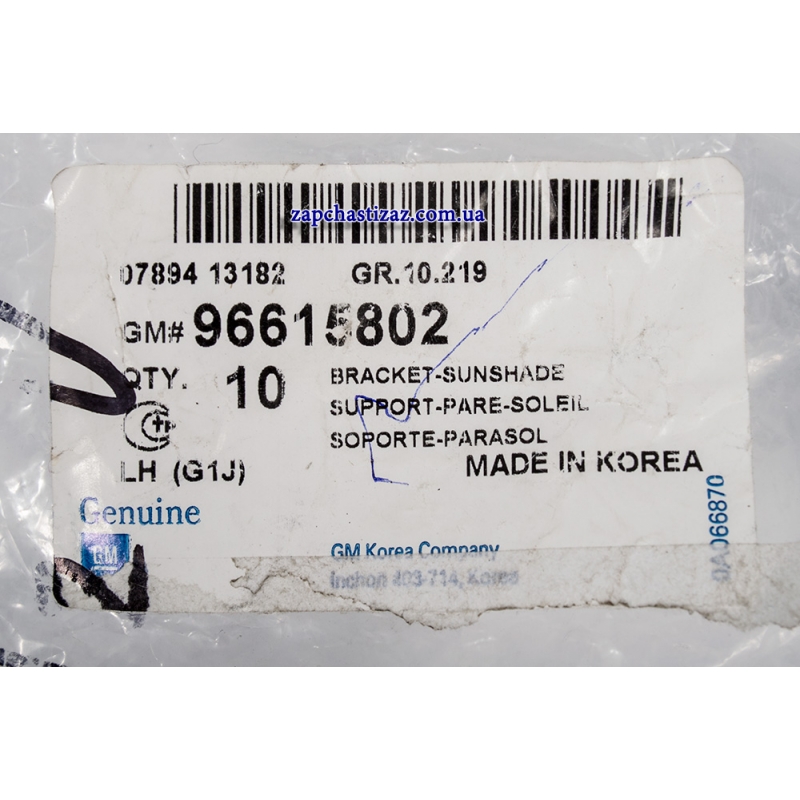 zapchastizaz.com.ua
07894 13182 GR.10.219
GM# 96615802
QTY. 10 BRACKET-SUNSHADE
SUPPORT-PARE-SOLEIL
SOPORTE-PARASOL
LH (G1J) MADE IN KOREA
Genuine
GM
GM Korea Company
Inchon 403-714, Korea
0A066870